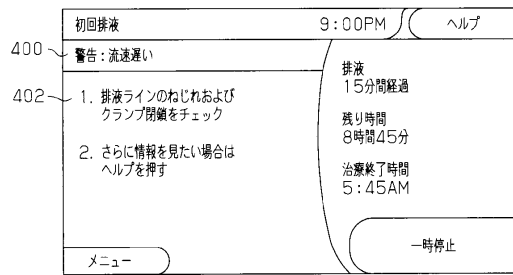 初回排液 9:00PM ヘルプ
400 警告:流速遅い
402 1. 排液ラインのねじれおよび
クランプ閉鎖をチェック
2. さらに情報を見たい場合は
ヘルプを押す
排液
15分間経過
残り時間
8時間45分
治療終了時間
5:45AM
メニュー
一時停止